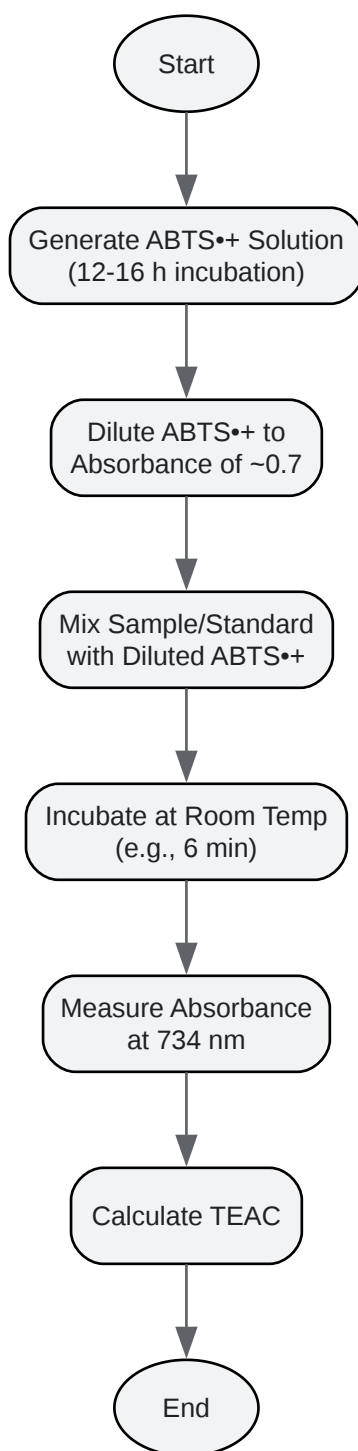 Start
Generate ABTS•+ Solution
(12-16 h incubation)
Dilute ABTS•+ to
Absorbance of ~0.7
Mix Sample/Standard
with Diluted ABTS•+
Incubate at Room Temp
(e.g., 6 min)
Measure Absorbance
at 734 nm
Calculate TEAC
End